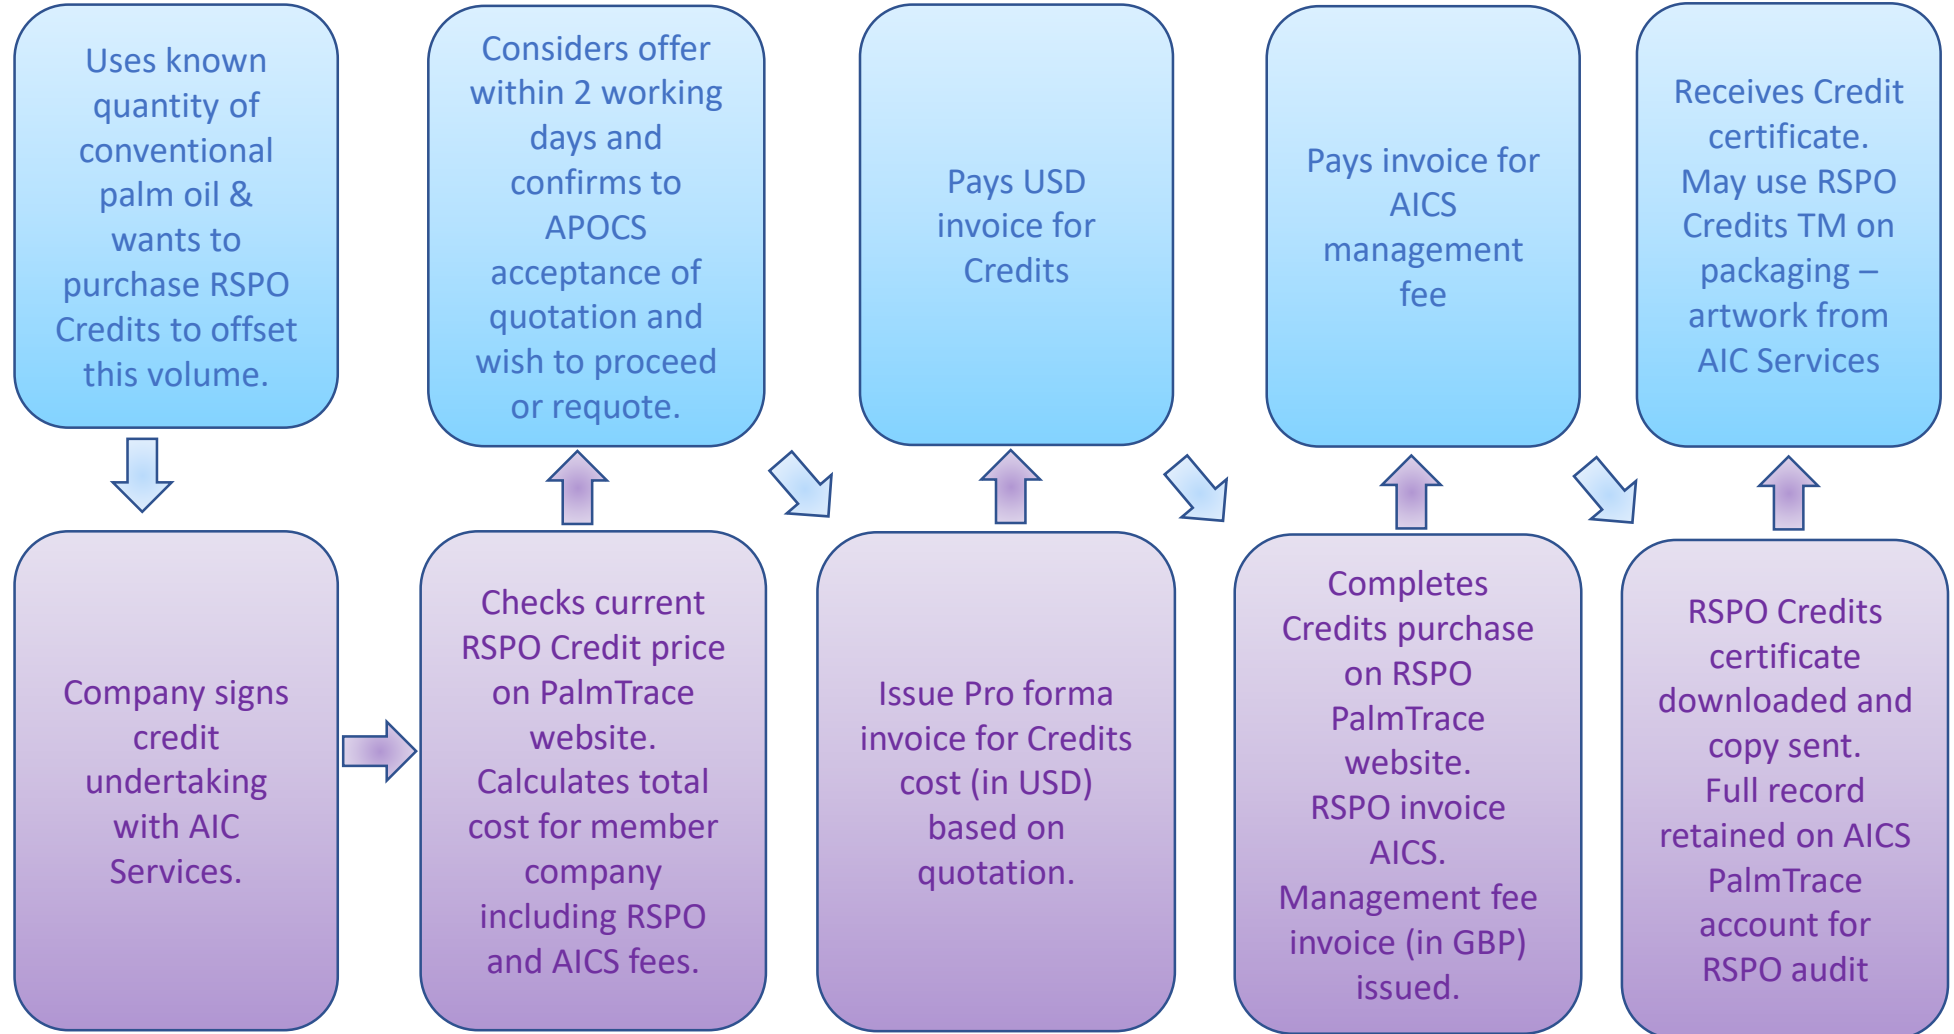 Uses known
quantity of
conventional
palm oil &
wants to
purchase RSPO
Credits to offset
this volume.
Company signs
credit
undertaking
with AIC
Services.
Checks current
RSPO Credit price
on PalmTrace
website.
Calculates total
cost for member
company
including RSPO
and AICS fees.
Considers offer
within 2 working
days and
confirms to
APOCS
acceptance of
quotation and
wish to proceed
or requote.
Issue Pro forma
invoice for Credits
cost (in USD)
based on
quotation.
Pays USD
invoice for
Credits
Completes
Credits purchase
on RSPO
PalmTrace
website.
RSPO invoice
AICS.
Management fee
invoice (in GBP)
issued.
Pays invoice for
AICS
management
fee
RSPO Credits
certificate
downloaded and
copy sent.
Full record
retained on AICS
PalmTrace
account for
RSPO audit
Receives Credit
certificate.
May use RSPO
Credits TM on
packaging –
artwork from
AIC Services